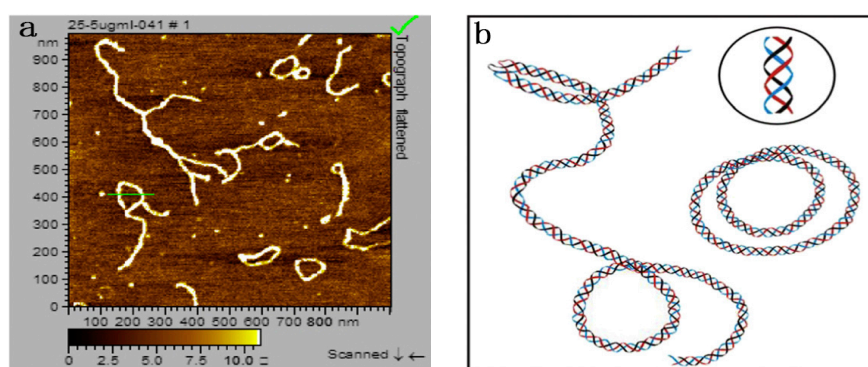 a
25-5ugml-041 # 1
nm
900
800
700
600
500
400
300
200
100
0
100 200 300 400 500 600 700 800 nm
0 2.5 5.0 7.5 10.0
Scanned ↓ ←
Topograph flattened
b